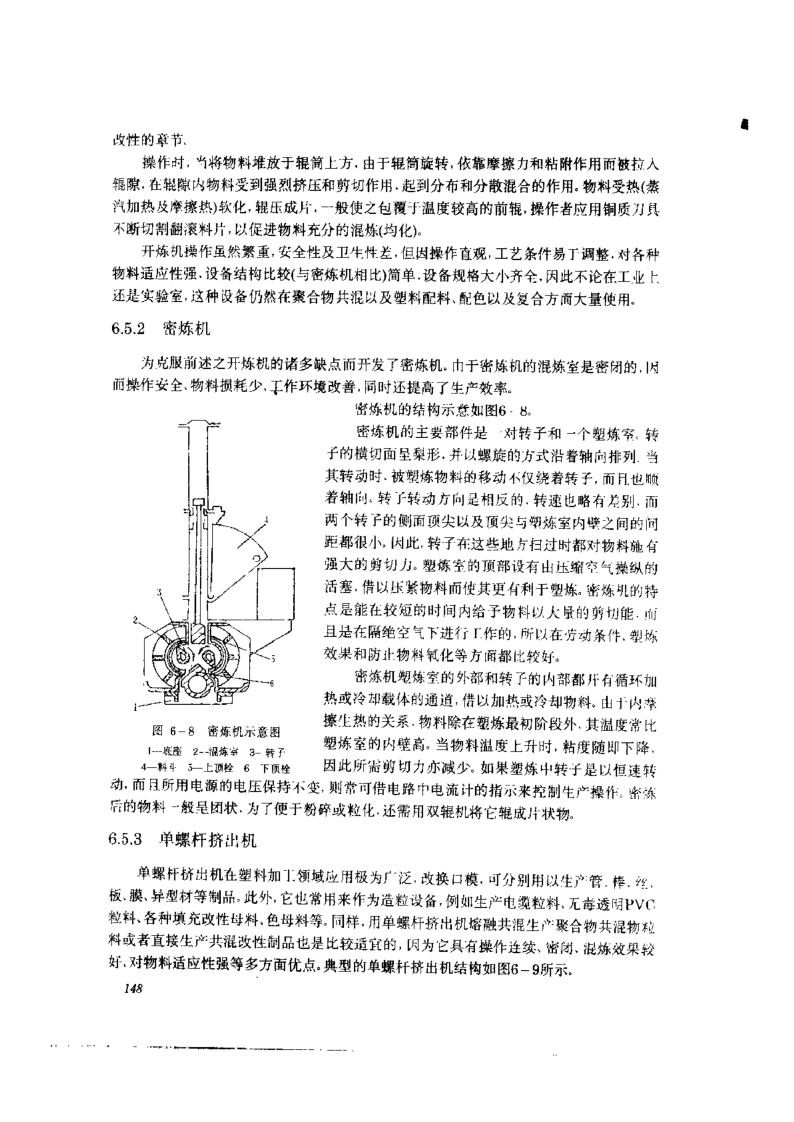 改性的章节、
操作时，当将物料堆放于辊筒上方，由于辊筒旋转，依靠摩擦力和粘附作用而被拉入
辊隙，在辊隙内物料受到强烈挤压和剪切作用，起到分布和分散混合的作用。物料受热(蒸
汽加热及摩擦热)软化，辊压成片，一般使之包覆于温度较高的前辊，操作者应用铜质刀具
不断切割翻滚料片，以促进物料充分的混炼(均化)。
开炼机操作虽然繁重，安全性及卫生性差，但因操作直观，工艺条件易于调整，对各种
物料适应性强、设备结构比较(与密炼机相比)简单、设备规格大小齐全，因此不论在工业上
还是实验室，这种设备仍然在聚合物共混以及塑料配料、配色以及复合方面大量使用。
6.5.2 密炼机
为克服前述之开炼机的诸多缺点而开发了密炼机。由于密炼机的混炼室是密闭的，因
而操作安全、物料损耗少、工作环境改善，同时还提高了生产效率。
密炼机的结构示意如图6-8。
密炼机的主要部件是一对转子和一个塑炼室。转
子的横切面呈梨形，并以螺旋的方式沿着轴向排列，当
其转动时，被塑炼物料的移动不仅绕着转子，而且也顺
着轴向。转子转动方向是相反的，转速也略有差别，而
两个转子的侧面顶尖以及顶尖与塑炼室内壁之间的间
距都很小，因此，转子在这些地方扫过时都对物料施有
强大的剪切力。塑炼室的顶部设有由压缩空气操纵的
活塞，借以压紧物料而使其更有利于塑炼。密炼机的特
点是能在较短的时间内给予物料以大量的剪切能，而
且是在隔绝空气下进行工作的，所以在劳动条件、塑炼
效果和防止物料氧化等方面都比较好。
密炼机塑炼室的外部和转子的内部都开有循环加
热或冷却载体的通道，借以加热或冷却物料。由于内摩
擦生热的关系，物料除在塑炼最初阶段外，其温度常比
塑炼室的内壁高。当物料温度上升时，粘度随即下降，
因此所需剪切力亦减少。如果塑炼中转子是以恒速转
1
2
3
4
5
6
图 6-8 密炼机示意图
1—底座 2--混炼室 3-转子
4—料斗 5—上顶栓 6 下顶栓
动，而且所用电源的电压保持不变，则常可借电路中电流计的指示来控制生产操作。密炼
后的物料一般呈团状，为了便于粉碎或粒化，还需用双辊机将它辊成片状物。
6.5.3 单螺杆挤出机
单螺杆挤出机在塑料加工领域应用极为广泛，改换口模，可分别用以生产管、棒、丝、
板、膜、异型材等制品。此外，它也常用来作为造粒设备，例如生产电缆粒料、无毒透明PVC
粒料、各种填充改性母料、色母料等。同样，用单螺杆挤出机熔融共混生产聚合物共混物粒
料或者直接生产共混改性制品也是比较适宜的，因为它具有操作连续、密闭、混炼效果较
好、对物料适应性强等多方面优点。典型的单螺杆挤出机结构如图6-9所示。
148